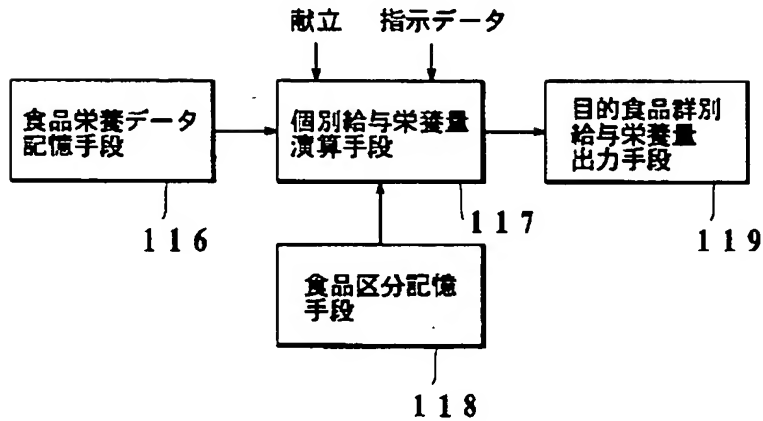 献立 指示データ
食品栄養データ
記憶手段
個別給与栄養量
演算手段
目的食品群別
給与栄養量
出力手段
116
117
119
食品区分記憶
手段
118